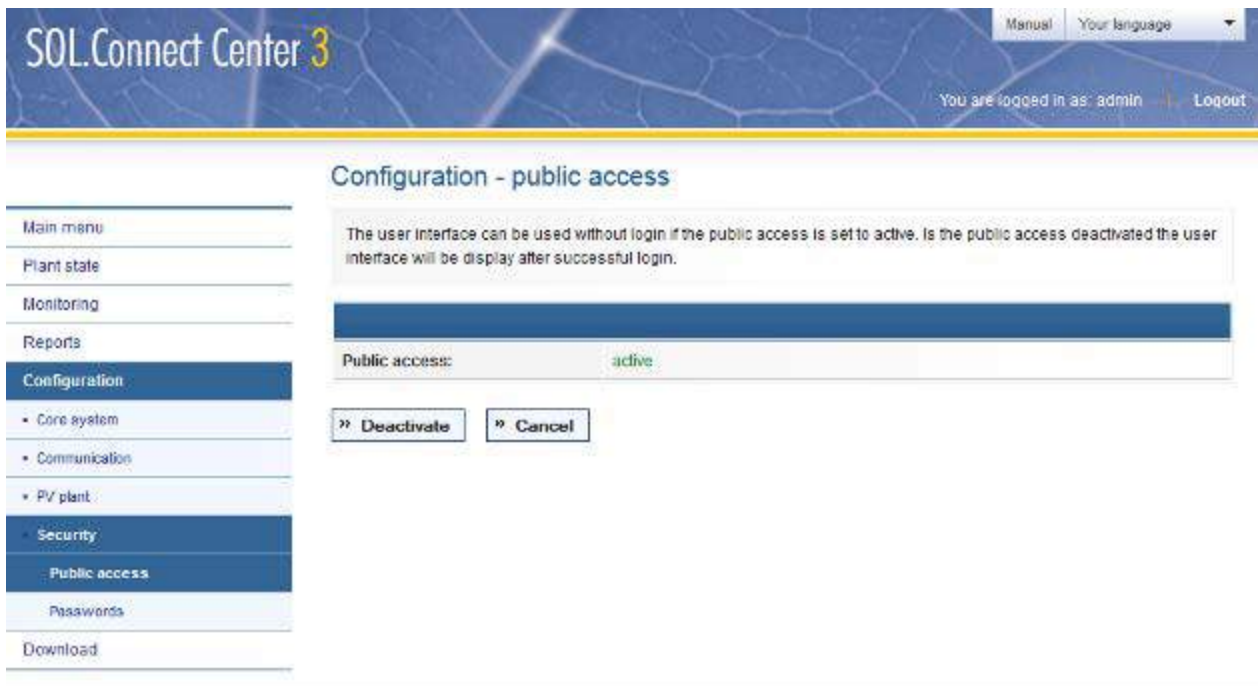 SOL.Connect Center 3
Manual
Your language
You are logged in as: admin
Logout
Configuration - public access
Main menu
Plant state
Monitoring
Reports
Configuration
Core system
Communication
PV plant
Security
Public access
Passwords
Download
The user interface can be used without login if the public access is set to active. Is the public access deactivated the user
interface will be display after successful login.
Public access:
active
» Deactivate
» Cancel